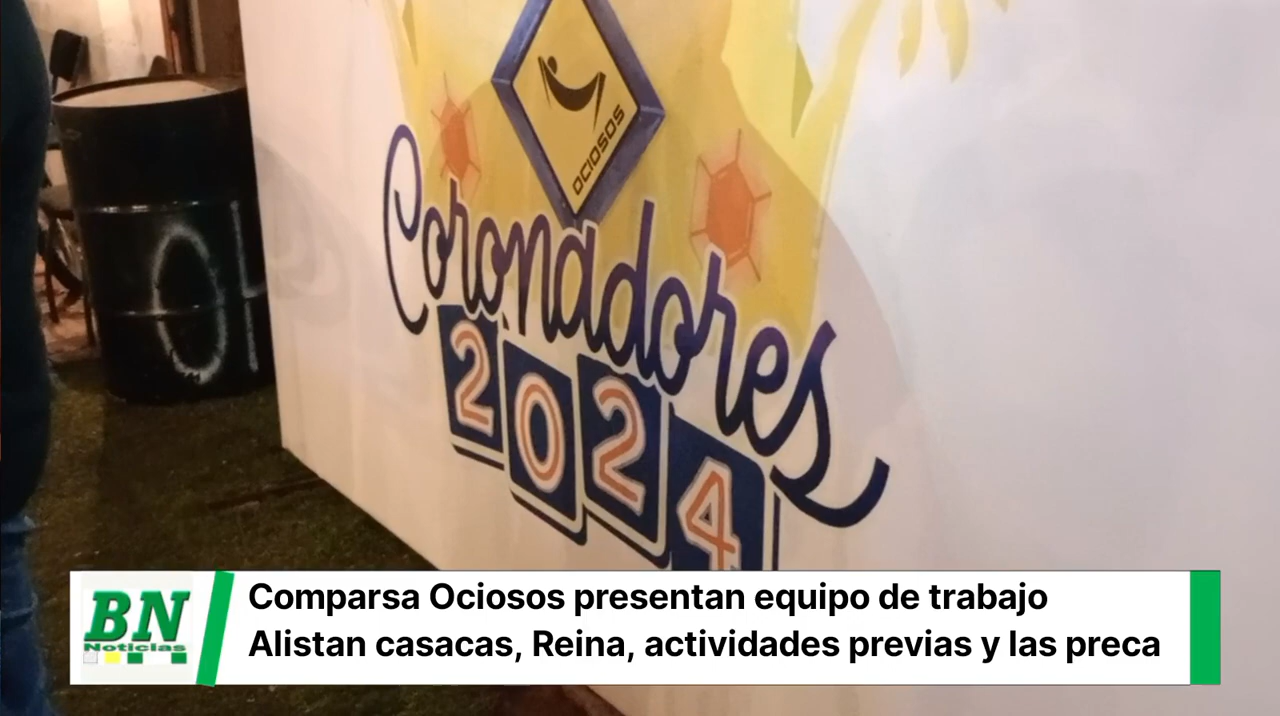 OCIOSOS
Coronadores
2024
BN
Noticias
Comparsa Ociosos presentan equipo de trabajo
Alistan casacas, Reina, actividades previas y las preca